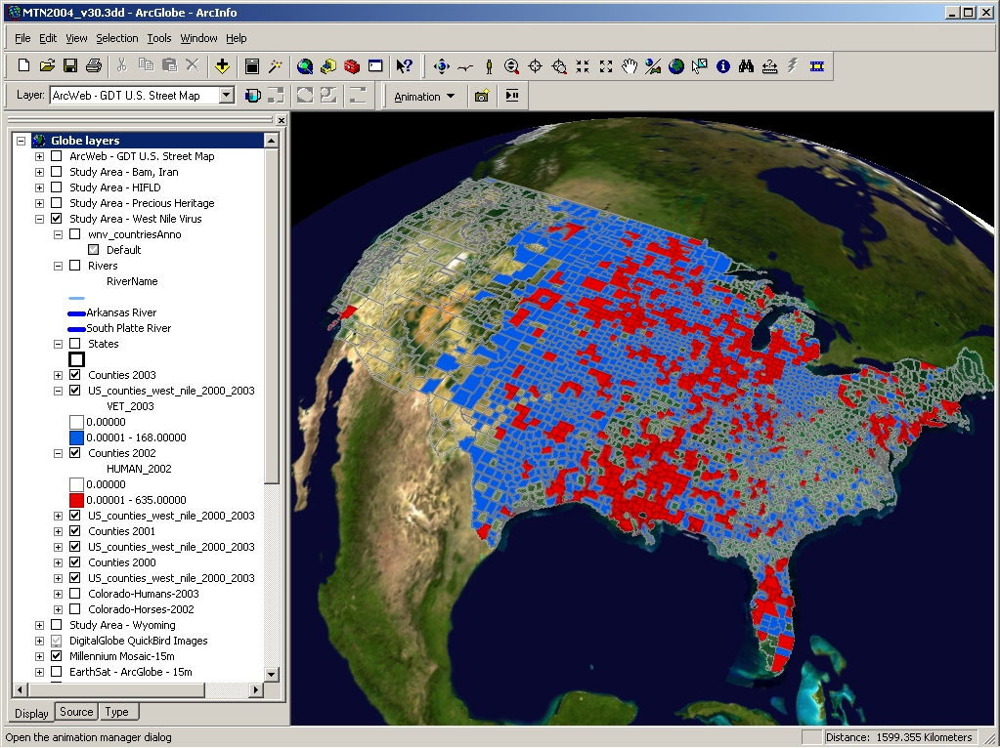 MTN2004_v30.3dd - ArcGlobe - ArcInfo
File Edit View Selection Tools Window Help
Layer: ArcWeb - GDT U.S. Street Map Animation
Globe layers
ArcWeb - GDT U.S. Street Map
Study Area - Bam, Iran
Study Area - HIFLD
Study Area - Precious Heritage
Study Area - West Nile Virus
wnv_countriesAnno
Default
Rivers
RiverName
Arkansas River
South Platte River
States
Counties 2003
US_counties_west_nile_2000_2003
VET_2003
0.00000
0.00001 - 168.00000
Counties 2002
HUMAN_2002
0.00000
0.00001 - 635.00000
US_counties_west_nile_2000_2003
Counties 2001
US_counties_west_nile_2000_2003
Counties 2000
US_counties_west_nile_2000_2003
Colorado-Humans-2003
Colorado-Horses-2002
Study Area - Wyoming
DigitalGlobe QuickBird Images
Millennium Mosaic-15m
EarthSat - ArcGlobe - 15m
Display Source Type
Open the animation manager dialog Distance: 1599.355 Kilometers